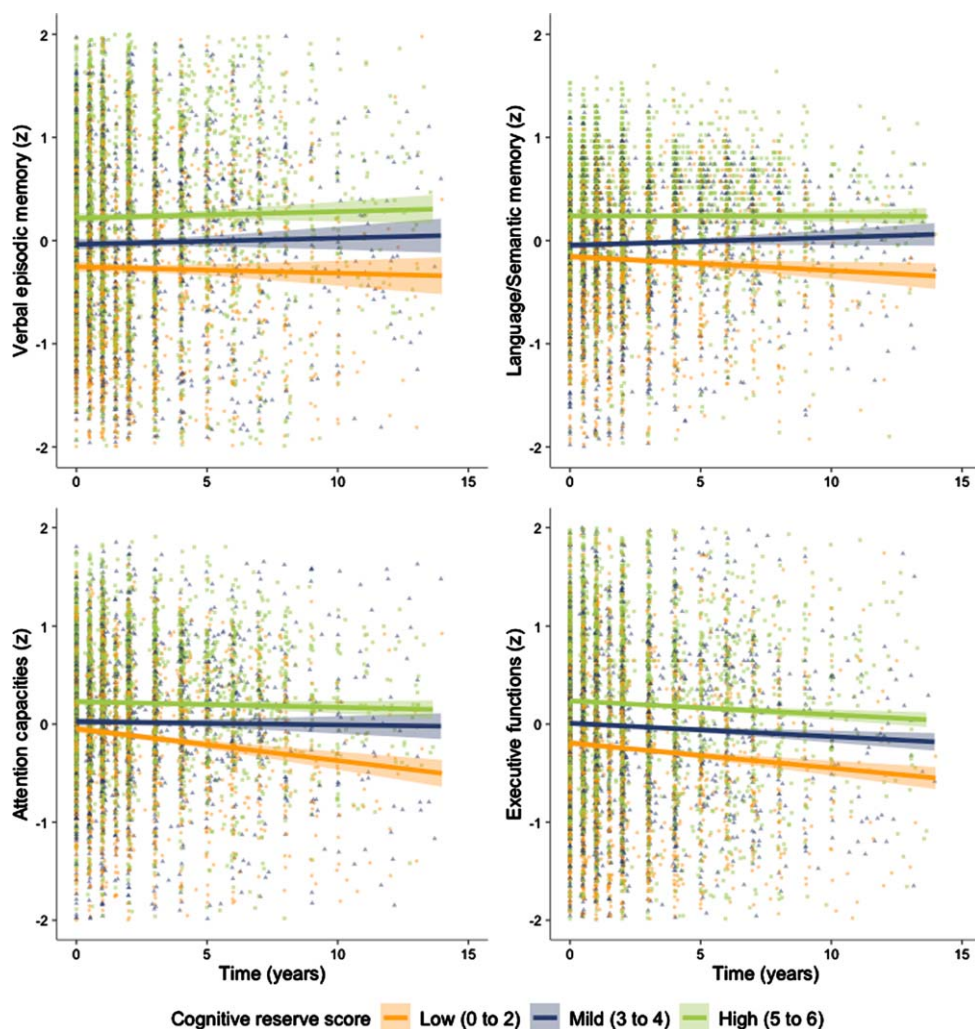 Verbal episodic memory (z)
2
1
0
-1
-2
0 5 10 15
Language/Semantic memory (z)
2
1
0
-1
-2
0 5 10 15
Attention capacities (z)
2
1
0
-1
-2
0 5 10 15
Time (years)
Executive functions (z)
2
1
0
-1
-2
0 5 10 15
Time (years)
Cognitive reserve score Low (0 to 2) Mild (3 to 4) High (5 to 6)